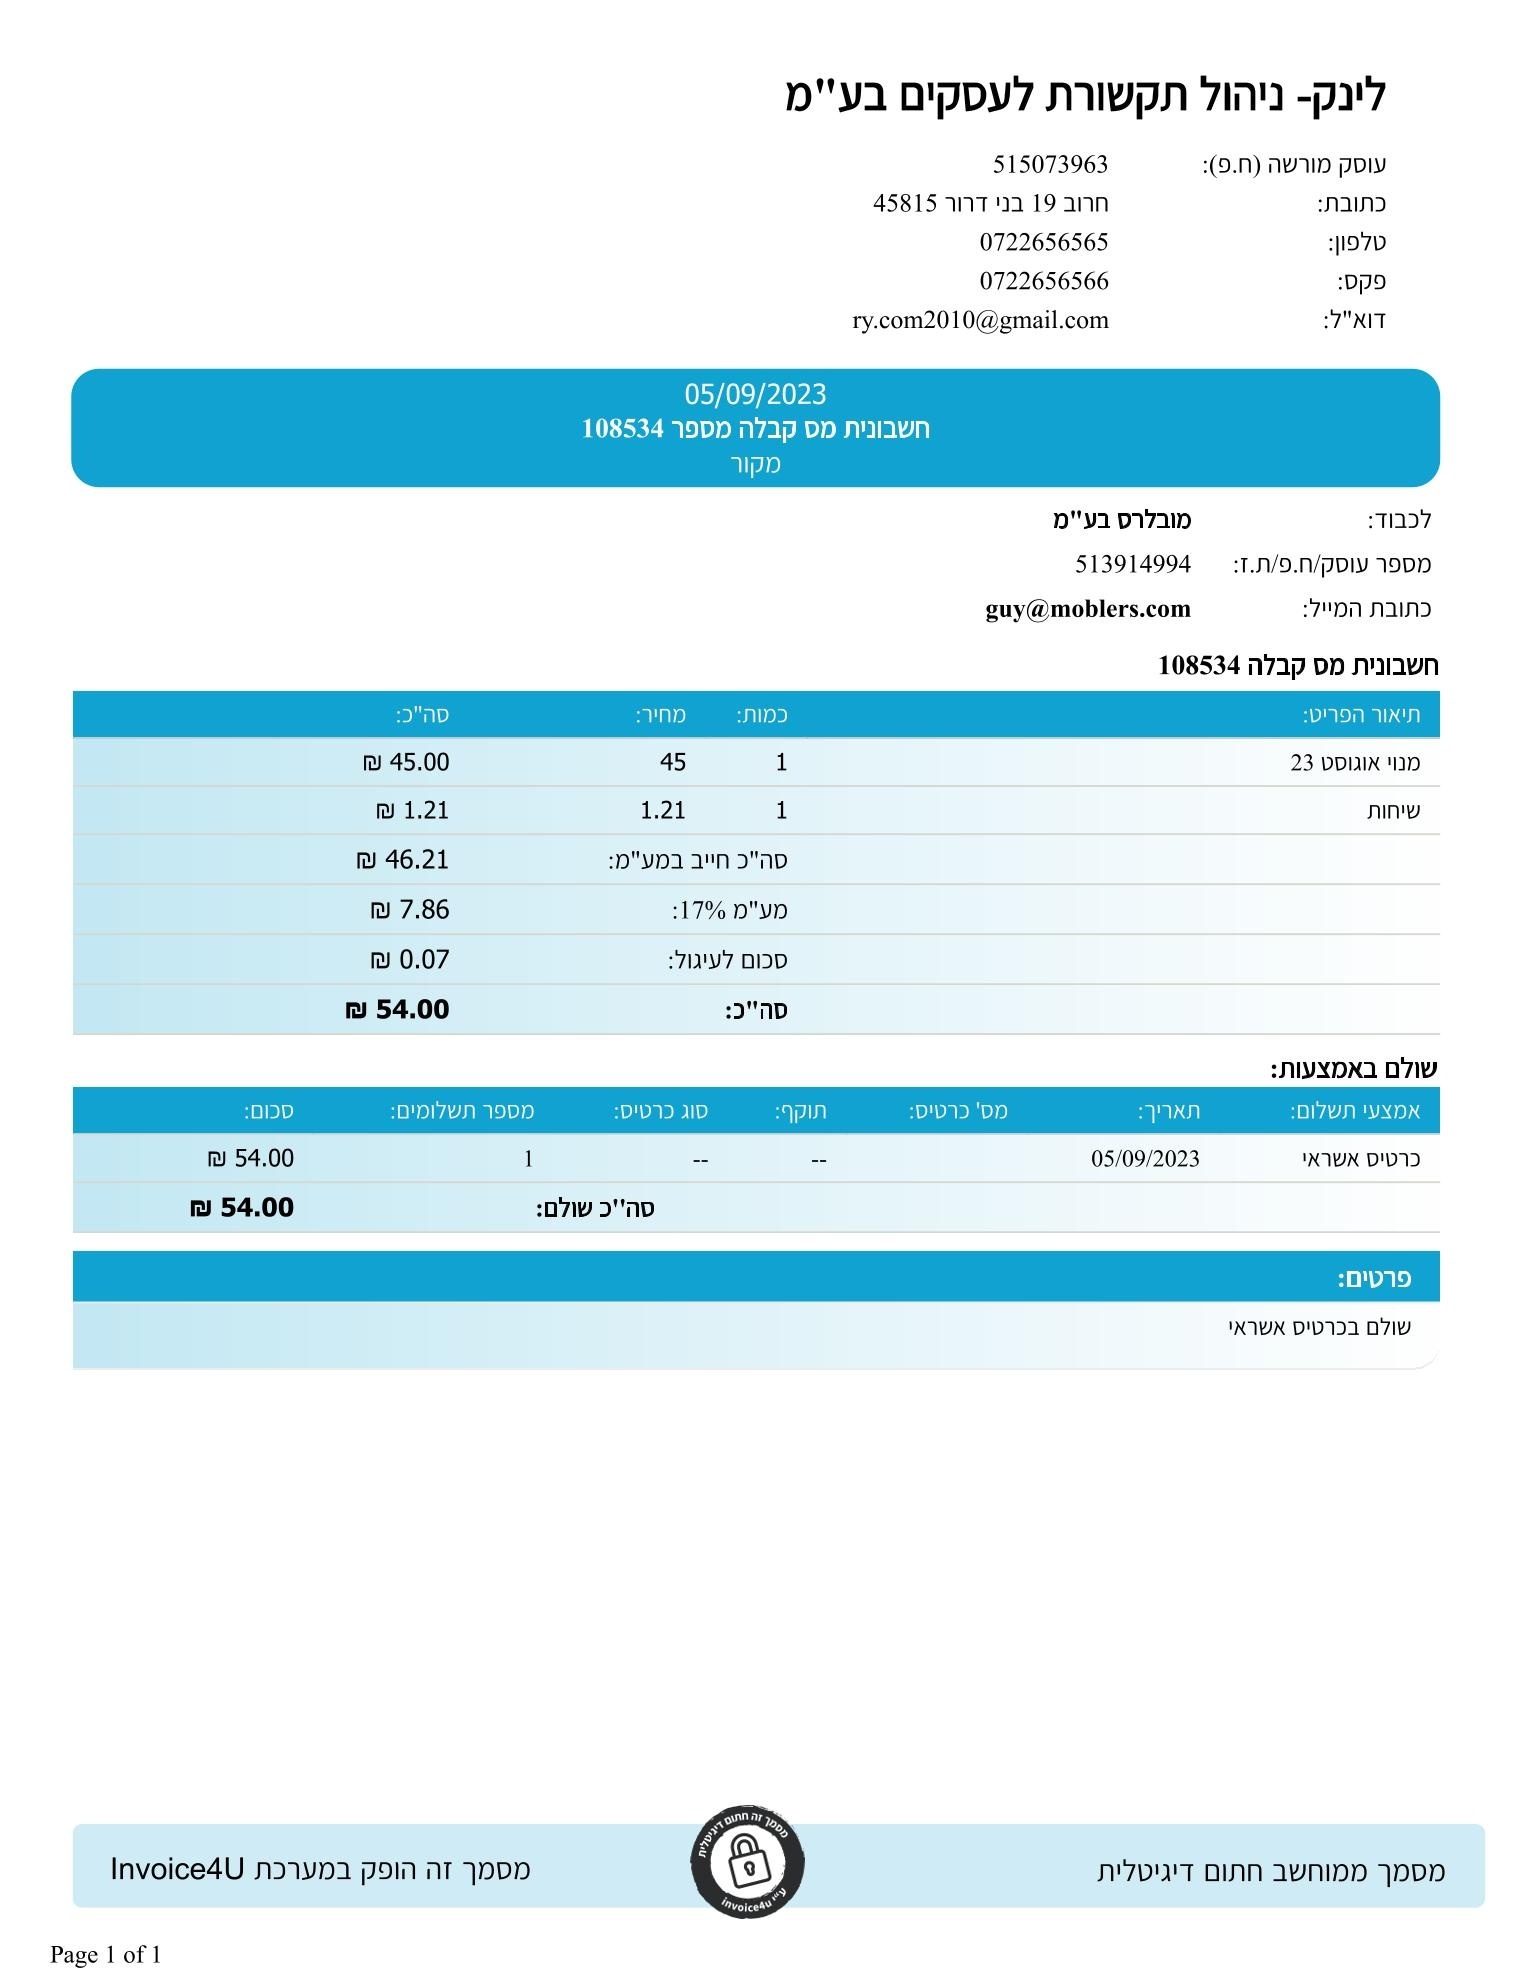 לינק- ניהול תקשורת לעסקים בע"מ
עוסק מורשה (ח.פ): 515073963
כתובת: חרוב 19 בני דרור 45815
טלפון: 0722656565
פקס: 0722656566
דוא"ל: ry.com2010@gmail.com
05/09/2023
חשבונית מס קבלה מספר 108534
מקור
לכבוד: מובלרס בע"מ
מספר עוסק/ח.פ/ת.ז: 513914994
כתובת המייל: guy@moblers.com
חשבונית מס קבלה 108534
תיאור הפריט: כמות: מחיר: סה"כ:
מנוי אוגוסט 23 1 45 45.00 ₪
שיחות 1 1.21 1.21 ₪
סה"כ חייב במע"מ: 46.21 ₪
מע"מ 17%: 7.86 ₪
סכום לעיגול: 0.07 ₪
סה"כ: 54.00 ₪
שולם באמצעות:
אמצעי תשלום: תאריך: מס' כרטיס: תוקף: סוג כרטיס: מספר תשלומים: סכום:
כרטיס אשראי 05/09/2023 -- -- 1 54.00 ₪
סה''כ שולם: 54.00 ₪
פרטים:
שולם בכרטיס אשראי
מסמך ממוחשב חתום דיגיטלית
מסמך זה חתום דיגיטלית
ע"י invoice4u
מסמך זה הופק במערכת Invoice4U
Page 1 of 1